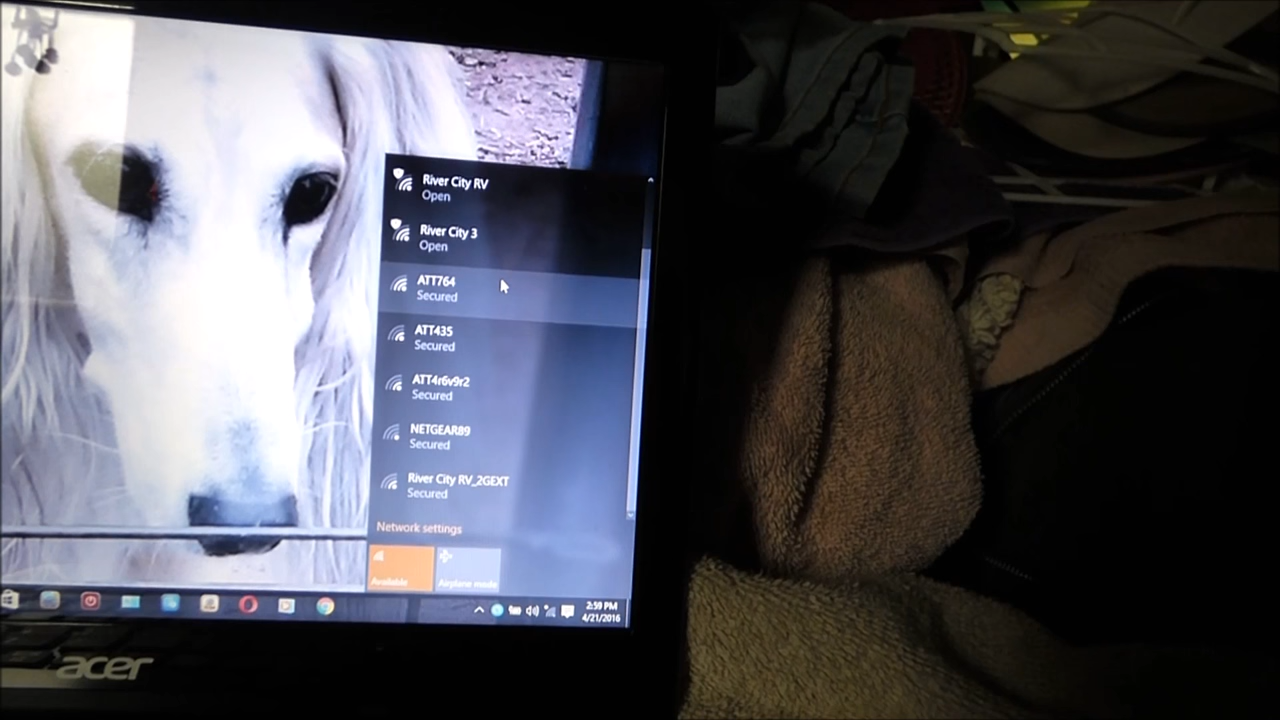 River City RV
Open
River City 3
Open
ATT764
Secured
ATT435
Secured
ATT4r6v9r2
Secured
NETGEAR89
Secured
River City RV_2GEXT
Secured
Network settings
Available
Airplane mode
2:59 PM
4/21/2016
acer